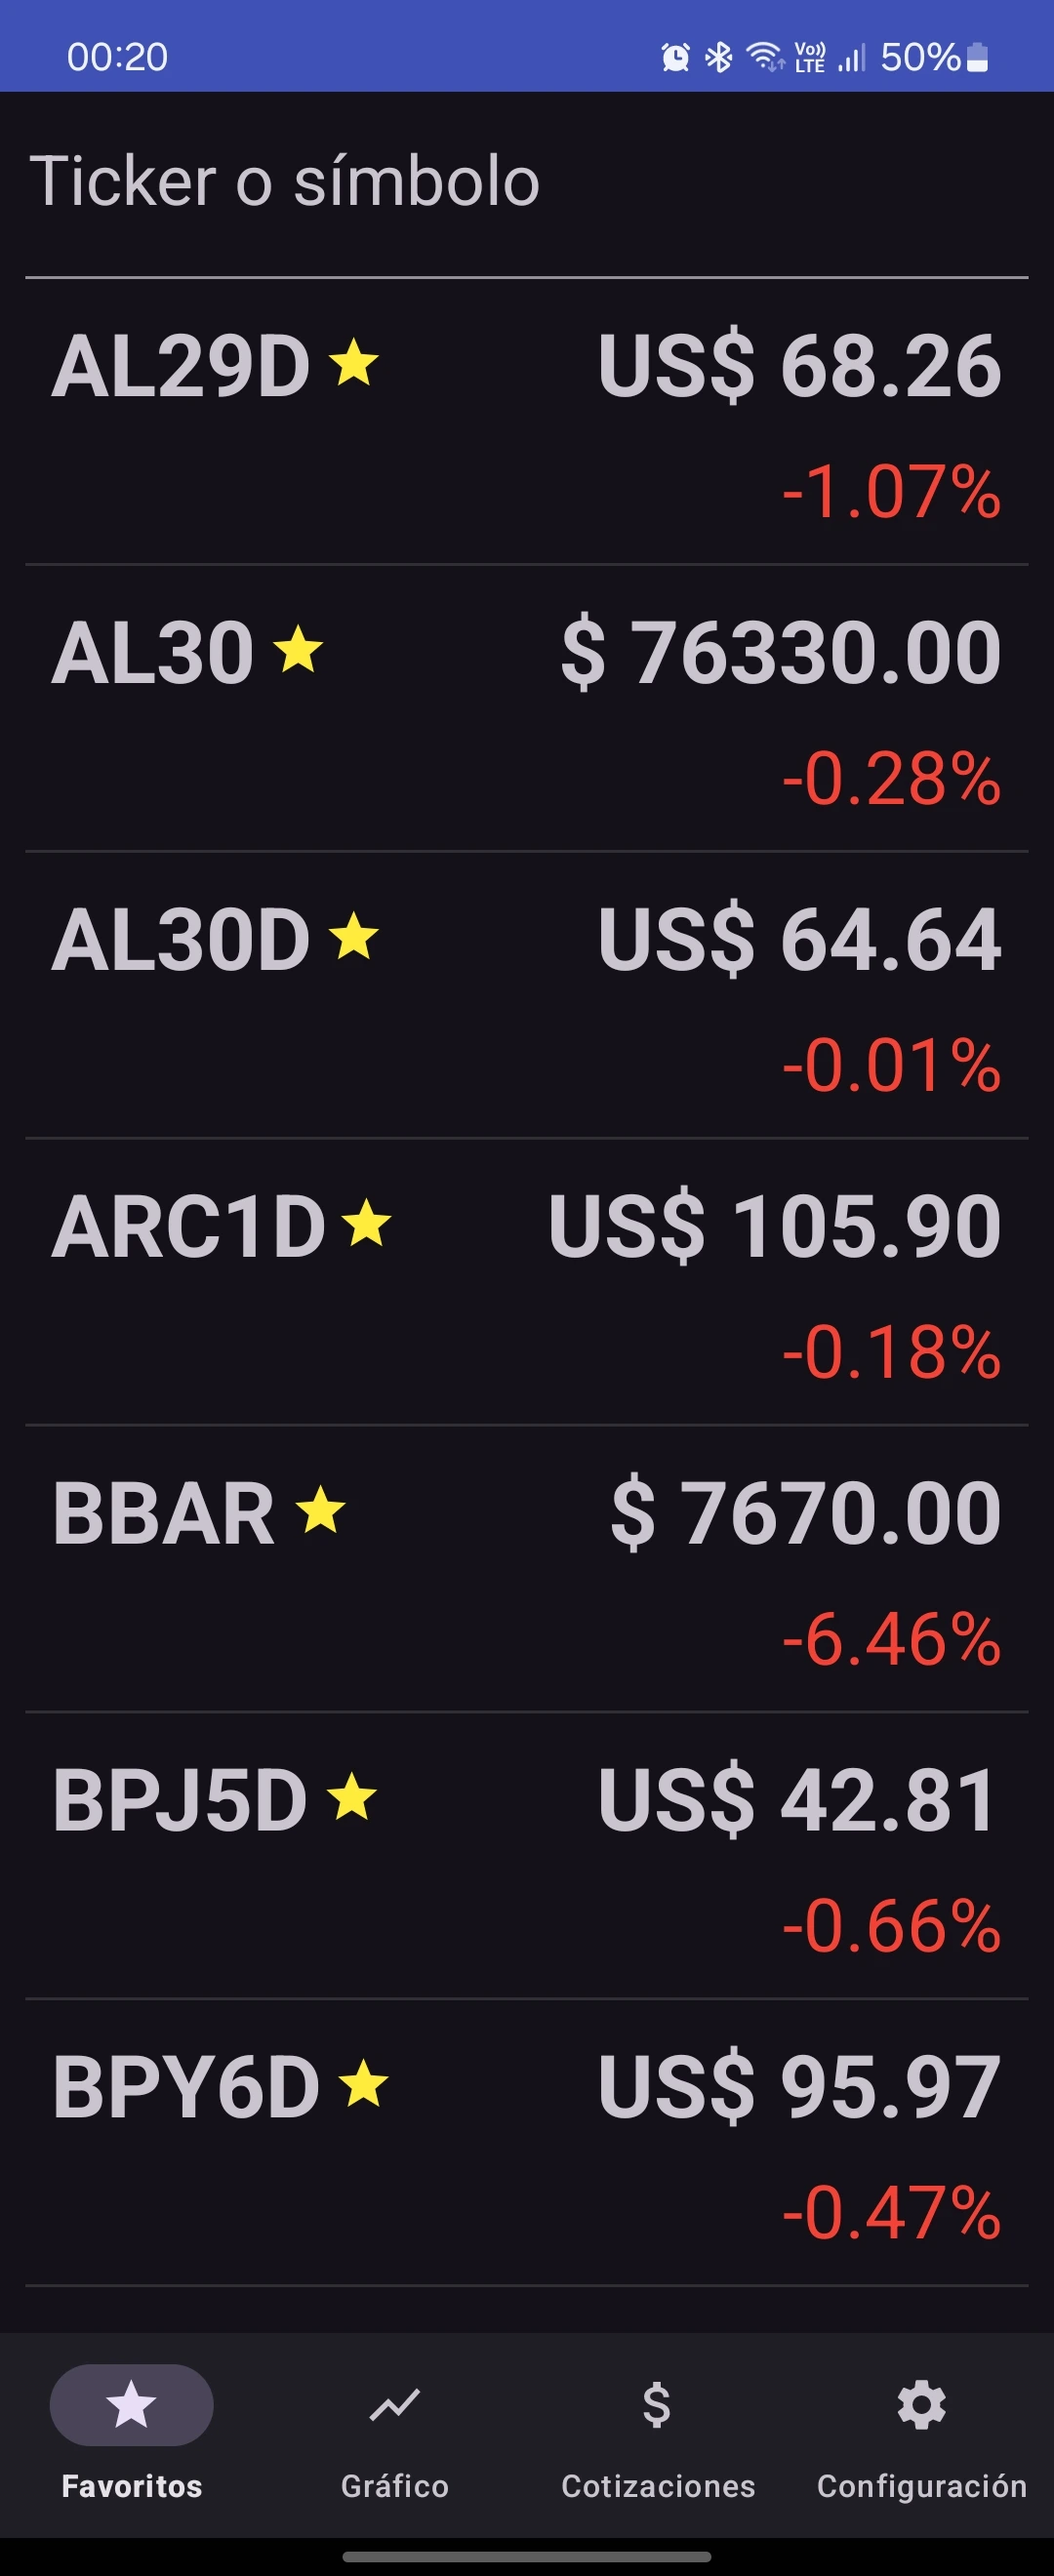 00:20 Vo)) LTE 50%
Ticker o símbolo
AL29D US$ 68.26
-1.07%
AL30 $ 76330.00
-0.28%
AL30D US$ 64.64
-0.01%
ARC1D US$ 105.90
-0.18%
BBAR $ 7670.00
-6.46%
BPJ5D US$ 42.81
-0.66%
BPY6D US$ 95.97
-0.47%
Favoritos Gráfico Cotizaciones Configuración